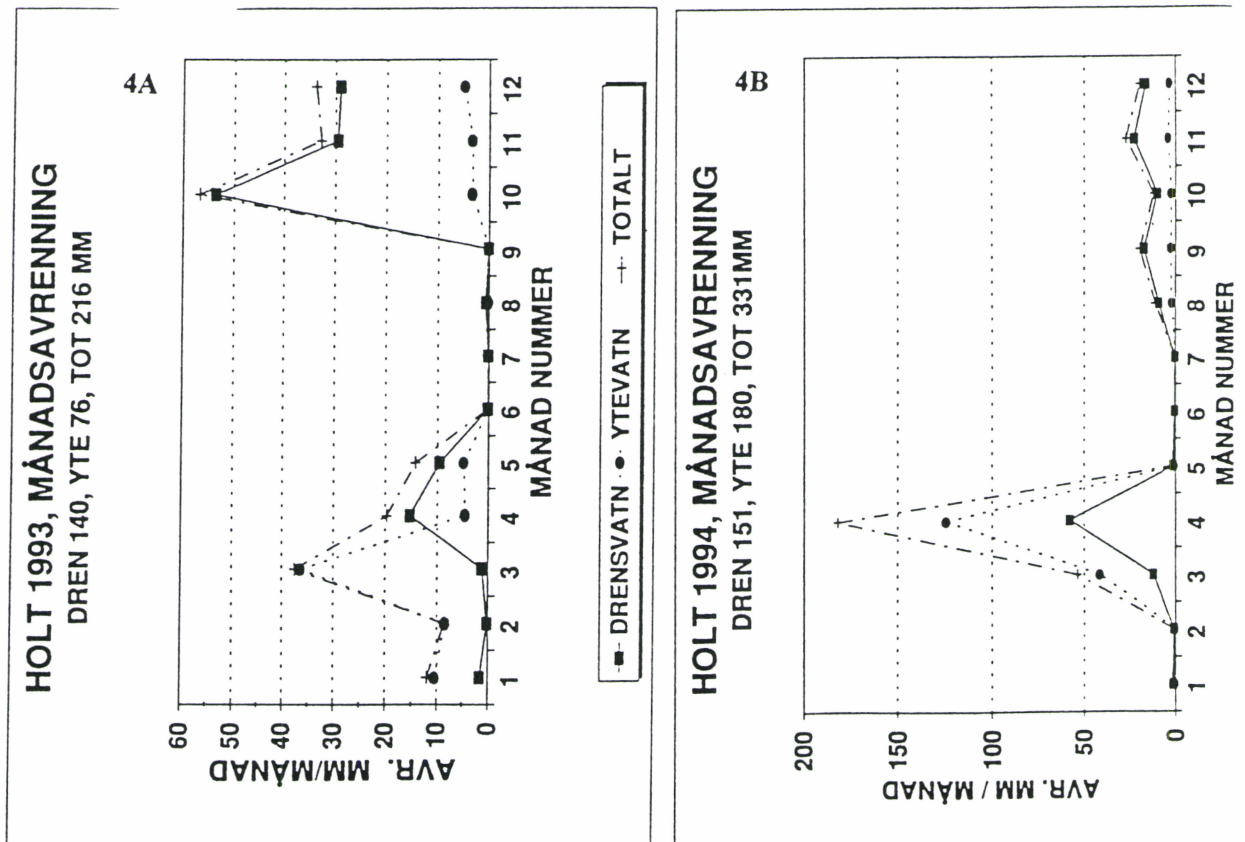 4A
HOLT 1993, MÅNADSAVRENNING
DREN 140, YTE 76, TOT 216 MM
AVR. MM/MÅNAD
60
50
40
30
20
10
0
1 2 3 4 5 6 7 8 9 10 11 12
MÅNAD NUMMER
DRENSVATN YTEVATN TOTALT
4B
HOLT 1994, MÅNADSAVRENNING
DREN 151, YTE 180, TOT 331MM
AVR. MM / MÅNAD
200
150
100
50
0
1 2 3 4 5 6 7 8 9 10 11 12
MÅNAD NUMMER